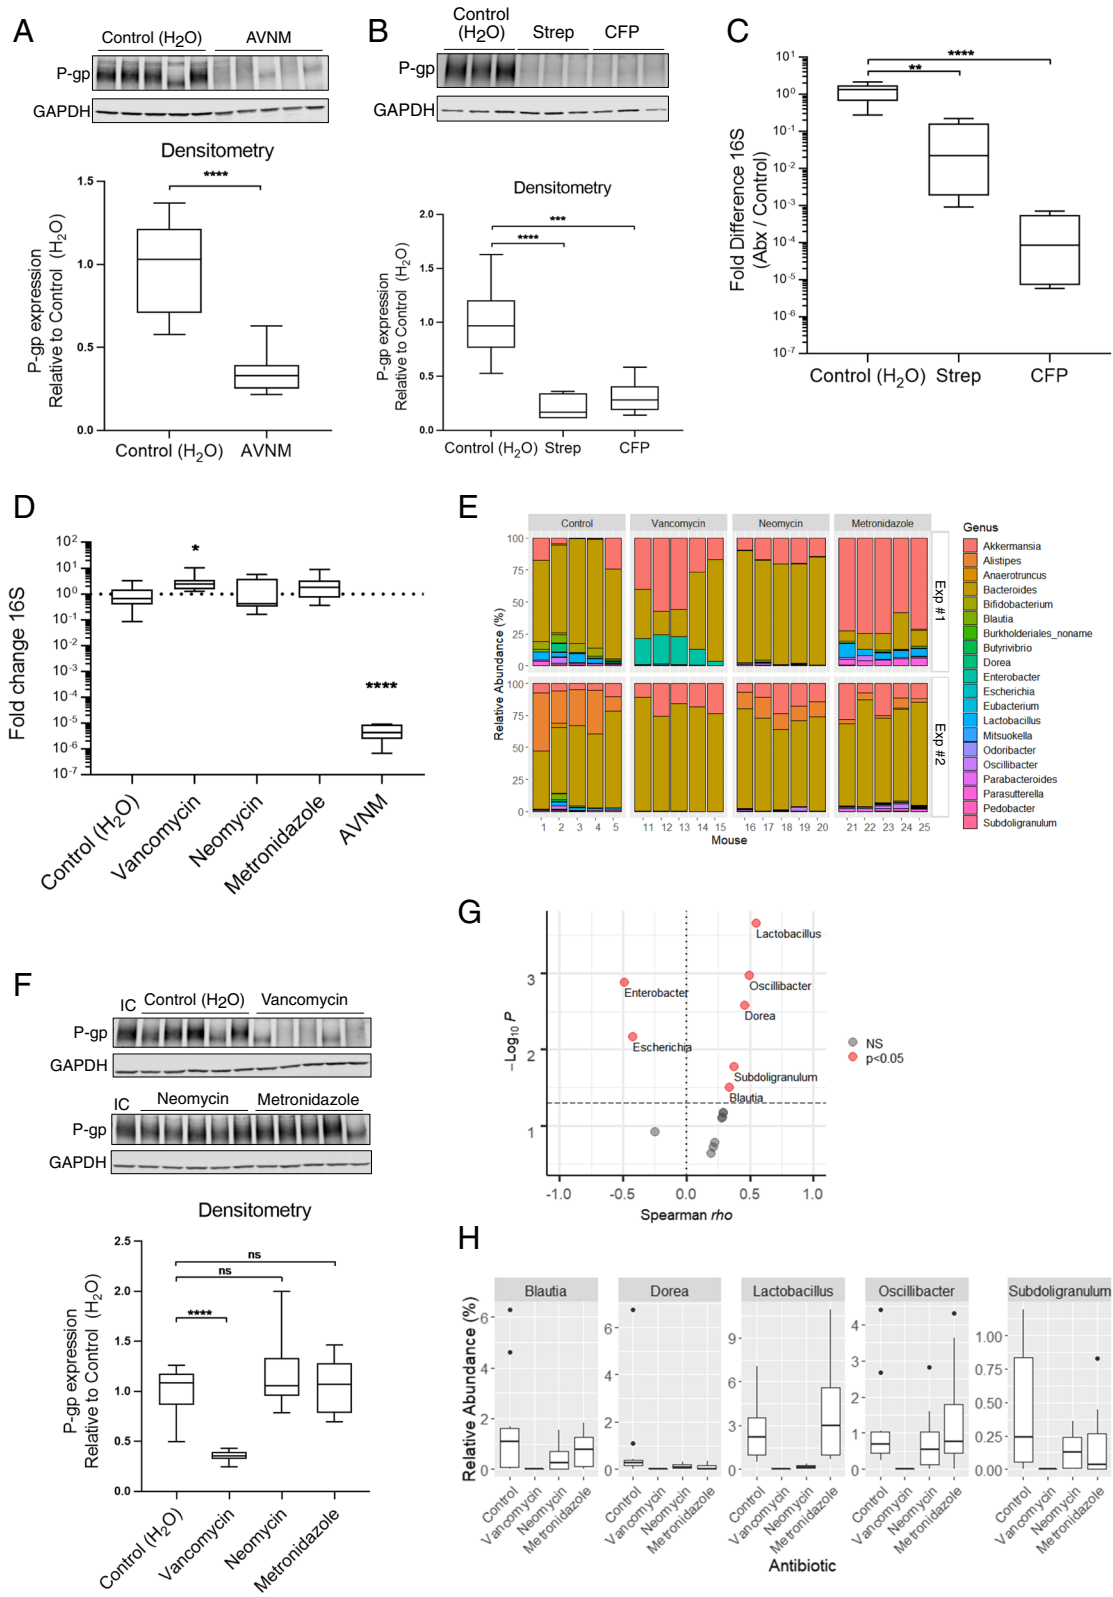 A
Control (H2O) AVNM
P-gp
GAPDH
Densitometry
****
1.5
1.0
0.5
0.0
P-gp expression
Relative to Control (H2O)
Control (H2O) AVNM
B
Control
(H2O) Strep CFP
P-gp
GAPDH
Densitometry
***
****
2.0
1.5
1.0
0.5
0.0
P-gp expression
Relative to Control (H2O)
Control (H2O) Strep CFP
C
****
**
10^1
10^0
10^-1
10^-2
10^-3
10^-4
10^-5
10^-6
10^-7
Fold Difference 16S
(Abx / Control)
Control (H2O) Strep CFP
D
*
****
10^2
10^1
10^0
10^-1
10^-2
10^-3
10^-4
10^-5
10^-6
10^-7
Fold change 16S
Control (H2O)
Vancomycin
Neomycin
Metronidazole
AVNM
E
Control Vancomycin Neomycin Metronidazole
100
75
50
25
0
Exp #1
100
75
50
25
0
Exp #2
Relative Abundance (%)
1 2 3 4 5 11 12 13 14 15 16 17 18 19 20 21 22 23 24 25
Mouse
Genus
Akkermansia
Alistipes
Anaerotruncus
Bacteroides
Bifidobacterium
Blautia
Burkholderiales_noname
Butyrivibrio
Dorea
Enterobacter
Escherichia
Eubacterium
Lactobacillus
Mitsuokella
Odoribacter
Oscillibacter
Parabacteroides
Parasutterella
Pedobacter
Subdoligranulum
F
IC Control (H2O) Vancomycin
P-gp
GAPDH
IC Neomycin Metronidazole
P-gp
GAPDH
Densitometry
ns
ns
****
2.5
2.0
1.5
1.0
0.5
0.0
P-gp expression
Relative to Control (H2O)
Control (H2O)
Vancomycin
Neomycin
Metronidazole
G
Lactobacillus
Oscillibacter
Enterobacter
Dorea
Escherichia
Subdoligranulum
Blautia
3
2
1
−Log10 P
-1.0 -0.5 0.0 0.5 1.0
Spearman rho
NS
p<0.05
H
Blautia Dorea Lactobacillus Oscillibacter Subdoligranulum
Relative Abundance (%)
6
4
2
0
6
4
2
0
9
6
3
0
4
3
2
1
0
1.00
0.75
0.50
0.25
0.00
Control Vancomycin Neomycin Metronidazole
Control Vancomycin Neomycin Metronidazole
Control Vancomycin Neomycin Metronidazole
Control Vancomycin Neomycin Metronidazole
Control Vancomycin Neomycin Metronidazole
Antibiotic